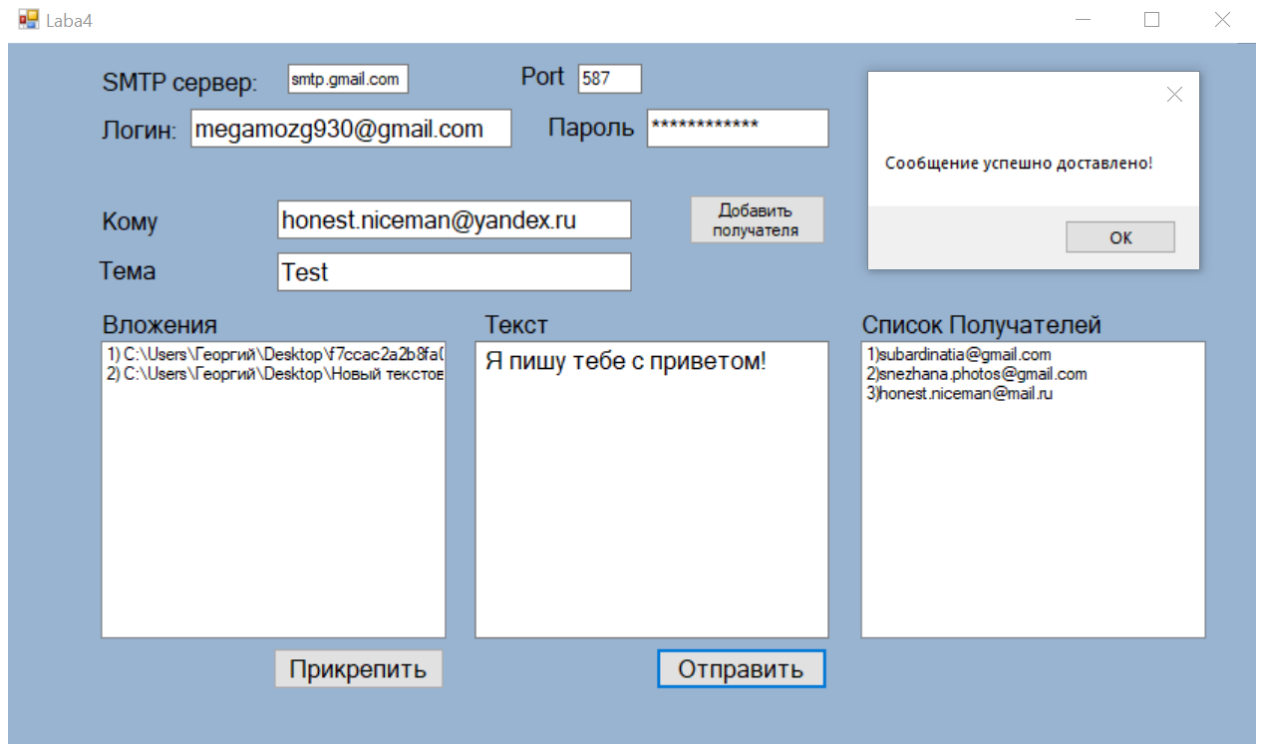 Laba4
SMTP сервер:
smtp.gmail.com
Port
587
Логин:
megamozg930@gmail.com
Пароль
************
Сообщение успешно доставлено!
OK
Кому
honest.niceman@yandex.ru
Добавить
получателя
Тема
Test
Вложения
1) C:\Users\Георгий\Desktop\f7ccac2a2b8fa(
2) C:\Users\Георгий\Desktop\Новый текстов
Текст
Я пишу тебе с приветом!
Список Получателей
1)subardinatia@gmail.com
2)snezhana.photos@gmail.com
3)honest.niceman@mail.ru
Прикрепить
Отправить